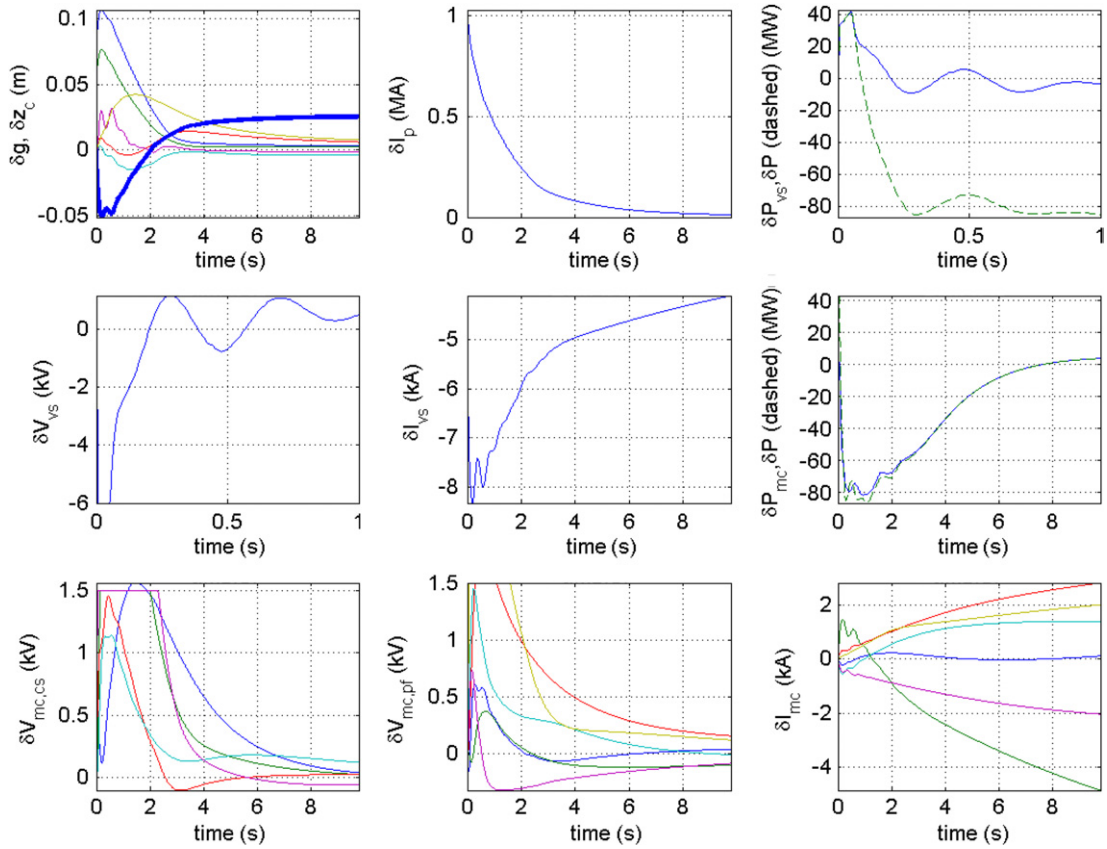 δg, δz_C (m)
0.1
0.05
0
-0.05
0 2 4 6 8
time (s)
δI_p (MA)
1
0.5
0
0 2 4 6 8
time (s)
δP_vs,δP (dashed) (MW)
40
20
0
-20
-40
-60
-80
0 0.5 1
time (s)
δV_vs (kV)
0
-2
-4
-6
0 0.5 1
time (s)
δI_vs (kA)
-5
-6
-7
-8
0 2 4 6 8
time (s)
δP_mc,δP (dashed) (MW)
40
20
0
-20
-40
-60
-80
0 2 4 6 8
time (s)
δV_mc,cs (kV)
1.5
1
0.5
0
0 2 4 6 8
time (s)
δV_mc,pf (kV)
1.5
1
0.5
0
0 2 4 6 8
time (s)
δI_mc (kA)
2
0
-2
-4
0 2 4 6 8
time (s)